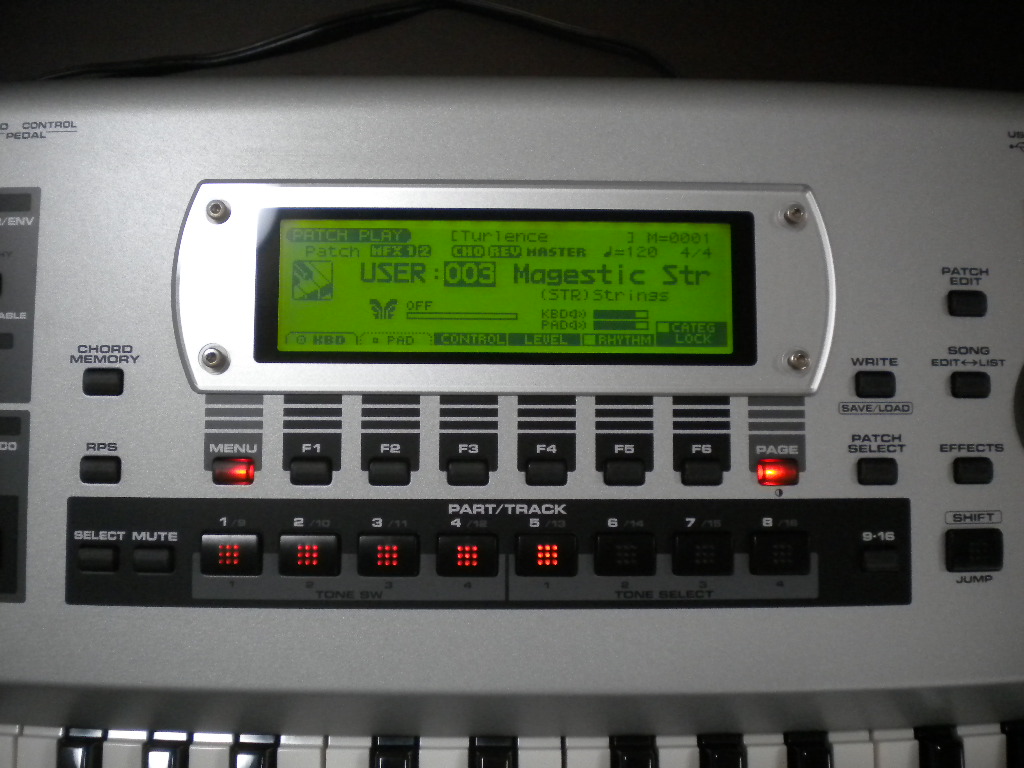 CONTROL
PEDAL
/ENV
ABLE
CHORD
MEMORY
RPS
PATCH PLAY [Turlence ] M=0001
Patch MFX 1 2 CHO REV MASTER ♩=120 4/4
USER:003 Magestic Str
(STR)Strings
OFF
KBD
PAD
KBD PAD CONTROL LEVEL RHYTHM CATEG LOCK
MENU F1 F2 F3 F4 F5 F6 PAGE
PART/TRACK
SELECT MUTE 1/9 2/10 3/11 4/12 5/13 6/14 7/15 8/16 9-16
1 2 3 4 1 2 3 4
TONE SW TONE SELECT
PATCH
EDIT
WRITE
SAVE/LOAD
SONG
EDIT↔LIST
PATCH
SELECT
EFFECTS
SHIFT
JUMP